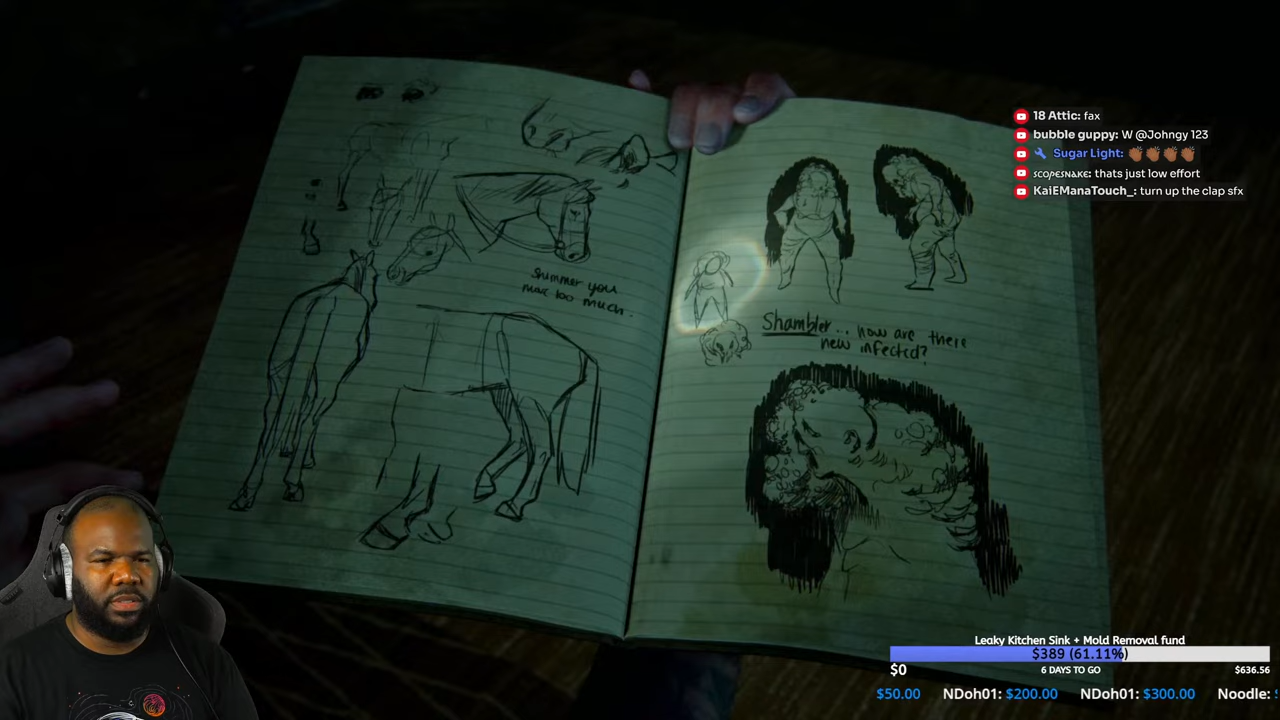 18 Attic: fax
bubble guppy: W @Johngy 123
Sugar Light:
scopesnake: thats just low effort
KaiEManaTouch_: turn up the clap sfx
you
too much.
Shambler... how are there
new infected?
Leaky Kitchen Sink + Mold Removal fund
$389 (61.11%)
$0
6 DAYS TO GO
$636.56
$50.00 NDoh01: $200.00 NDoh01: $300.00 Noodle: